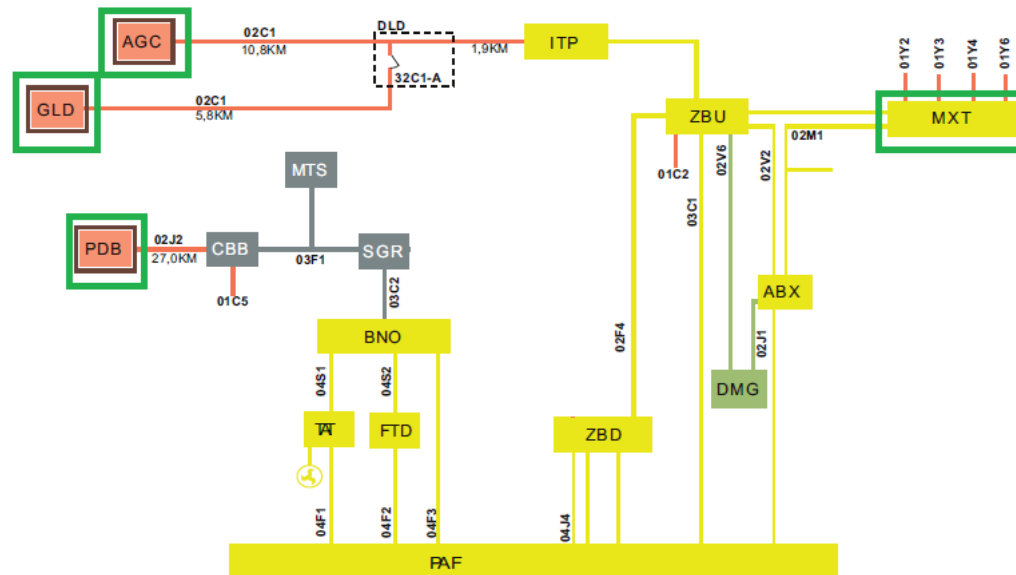 AGC
02C1
10,8KM
DLD
1,9KM
ITP
32C1-A
GLD
02C1
5,8KM
01Y2
01Y3
01Y4
01Y6
ZBU
MXT
02M1
01C2
02V6
02V2
03C1
MTS
PDB
02J2
27,0KM
CBB
03F1
SGR
01C5
03C2
ABX
BNO
02F4
02J1
DMG
04S1
04S2
TAT
FTD
ZBD
04F1
04F2
04F3
04J4
PAF